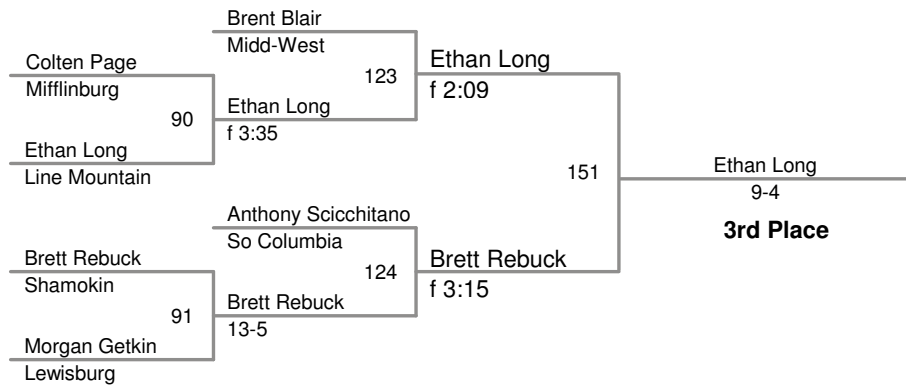 Brent Blair
Midd-West
Colten Page
Mifflinburg
123
Ethan Long
f 2:09
90
Ethan Long
f 3:35
Ethan Long
Line Mountain
151
Ethan Long
9-4
3rd Place
Anthony Scicchitano
So Columbia
Brett Rebuck
Shamokin
124
Brett Rebuck
f 3:15
91
Brett Rebuck
13-5
Morgan Getkin
Lewisburg